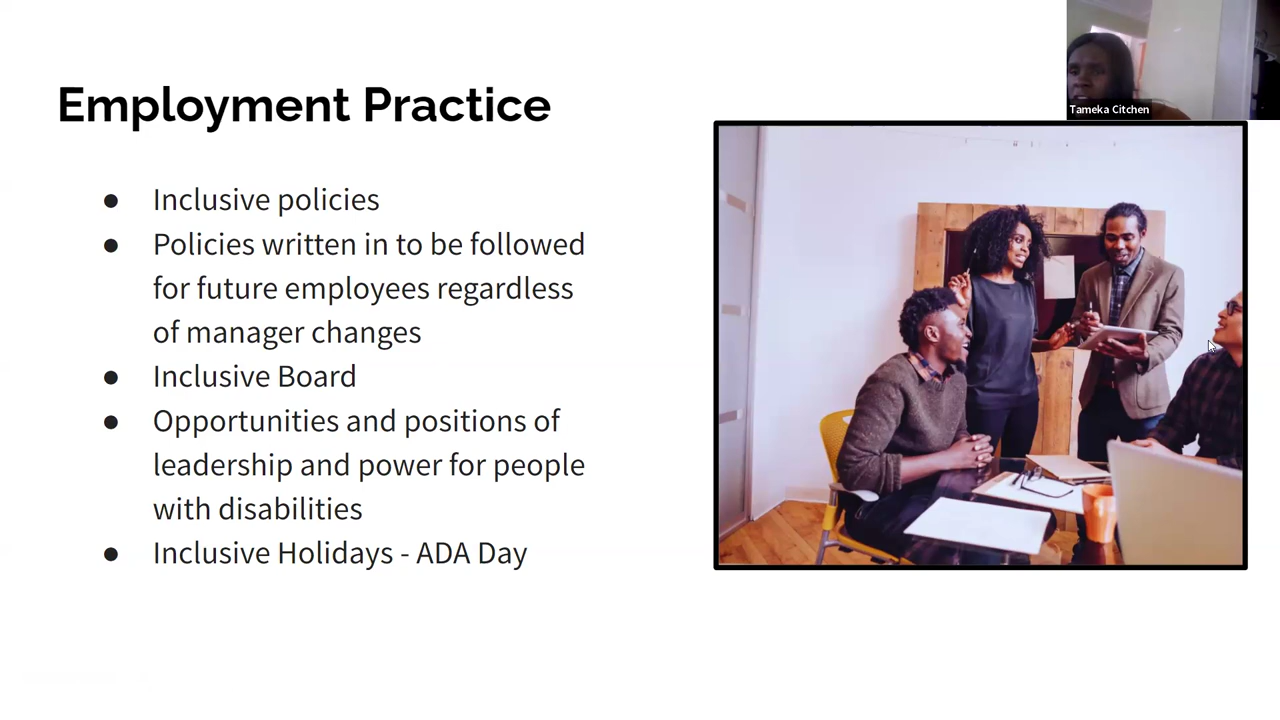 Tameka Citchen
Employment Practice
● Inclusive policies
● Policies written in to be followed
for future employees regardless
of manager changes
● Inclusive Board
● Opportunities and positions of
leadership and power for people
with disabilities
● Inclusive Holidays - ADA Day